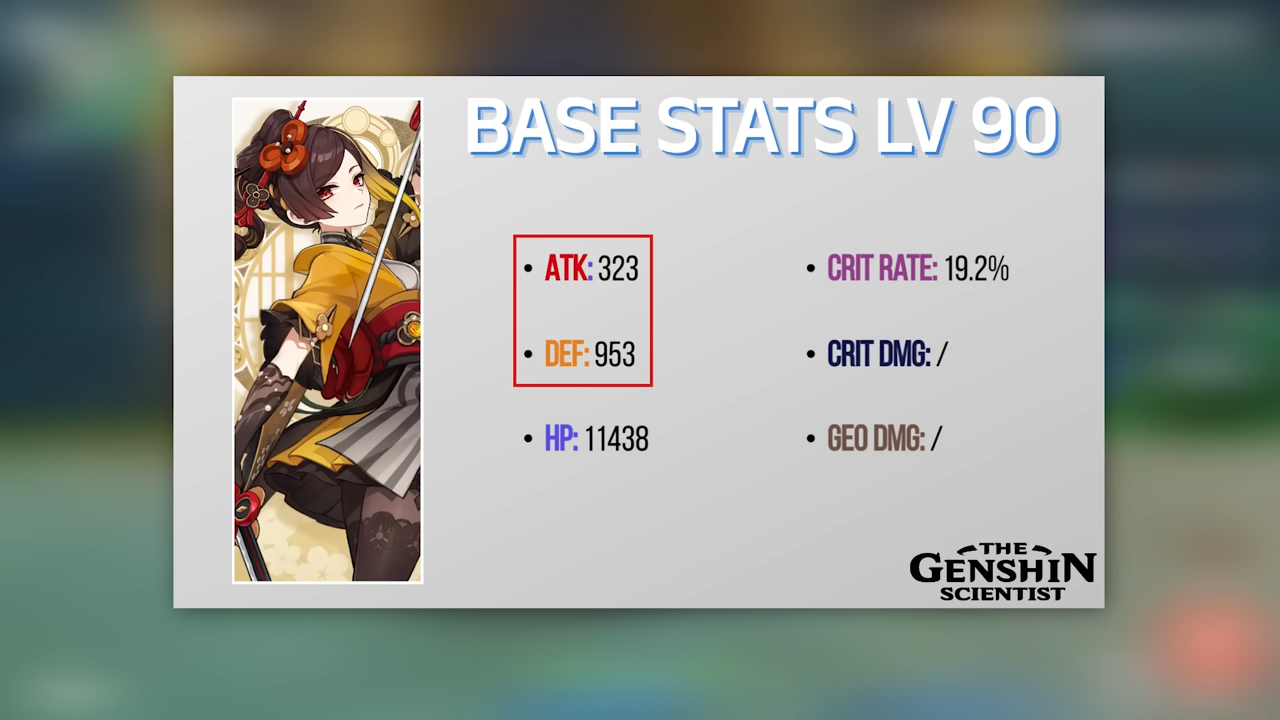 BASE STATS LV 90
• ATK: 323
• DEF: 953
• HP: 11438
• CRIT RATE: 19.2%
• CRIT DMG: /
• GEO DMG: /
THE
GENSHIN
SCIENTIST